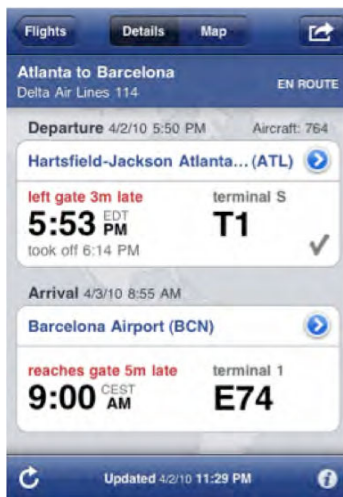 Flights Details Map
Atlanta to Barcelona
Delta Air Lines 114
EN ROUTE
Departure 4/2/10 5:50 PM Aircraft: 764
Hartsfield-Jackson Atlanta... (ATL)
left gate 3m late terminal S
5:53 EDT PM T1
took off 6:14 PM
Arrival 4/3/10 8:55 AM
Barcelona Airport (BCN)
reaches gate 5m late terminal 1
9:00 CEST AM E74
Updated 4/2/10 11:29 PM